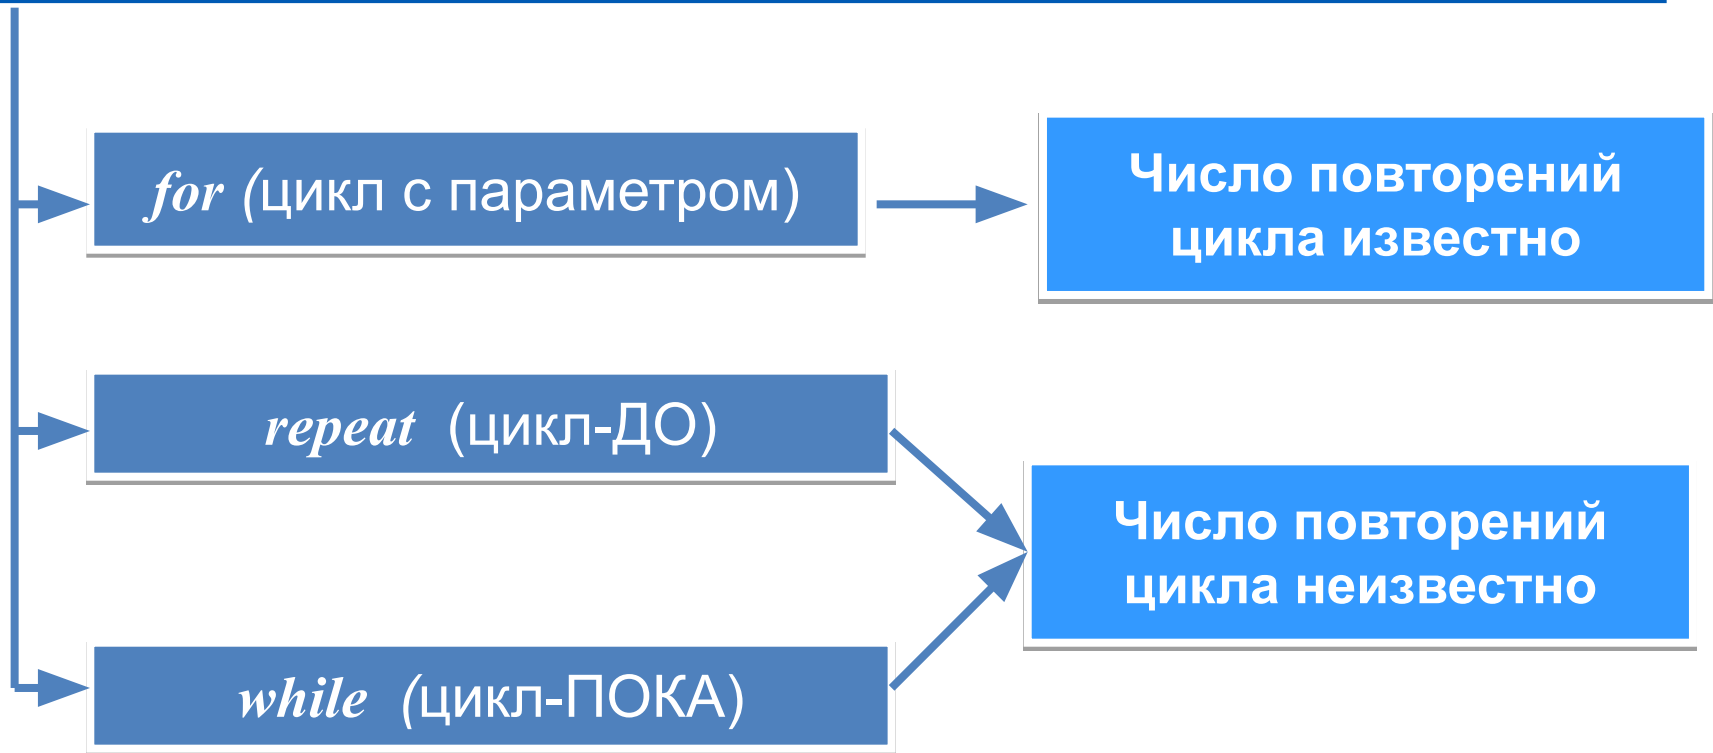 for (цикл с параметром)
Число повторений
цикла известно
repeat (цикл-ДО)
Число повторений
цикла неизвестно
while (цикл-ПОКА)